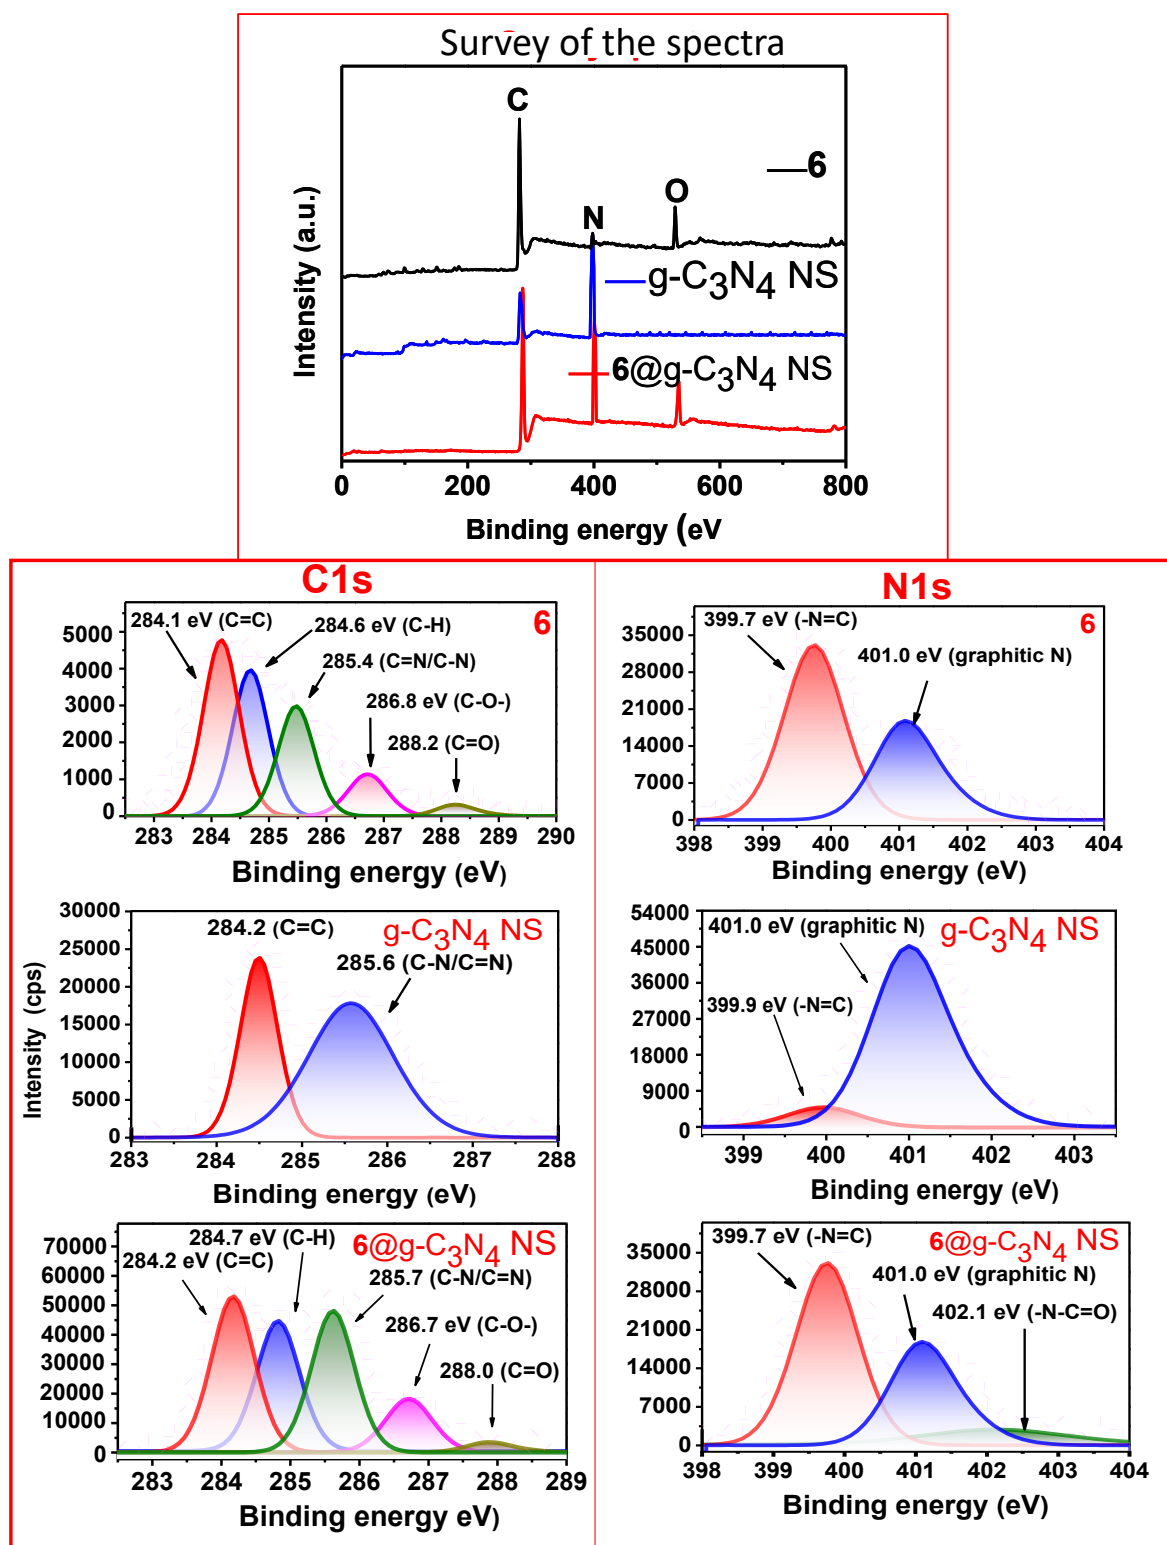 Survey of the spectra
C
6
O
N
g-C3N4 NS
6@g-C3N4 NS
Intensity (a.u.)
0 200 400 600 800
Binding energy (eV
C1s
284.1 eV (C=C)
284.6 eV (C-H)
6
285.4 (C=N/C-N)
286.8 eV (C-O-)
288.2 (C=O)
5000
4000
3000
2000
1000
0
283 284 285 286 287 288 289 290
Binding energy (eV)
N1s
399.7 eV (-N=C)
6
401.0 eV (graphitic N)
35000
28000
21000
14000
7000
0
398 399 400 401 402 403 404
Binding energy (eV)
284.2 (C=C)
g-C3N4 NS
285.6 (C-N/C=N)
Intensity (cps)
30000
25000
20000
15000
10000
5000
0
283 284 285 286 287 288
Binding energy (eV)
401.0 eV (graphitic N)
g-C3N4 NS
399.9 eV (-N=C)
54000
45000
36000
27000
18000
9000
0
399 400 401 402 403
Binding energy (eV)
284.7 eV (C-H)
6@g-C3N4 NS
284.2 eV (C=C)
285.7 (C-N/C=N)
286.7 eV (C-O-)
288.0 (C=O)
70000
60000
50000
40000
30000
20000
10000
0
283 284 285 286 287 288 289
Binding energy eV)
399.7 eV (-N=C)
6@g-C3N4 NS
401.0 eV (graphitic N)
402.1 eV (-N-C=O)
35000
28000
21000
14000
7000
0
398 399 400 401 402 403 404
Binding energy (eV)